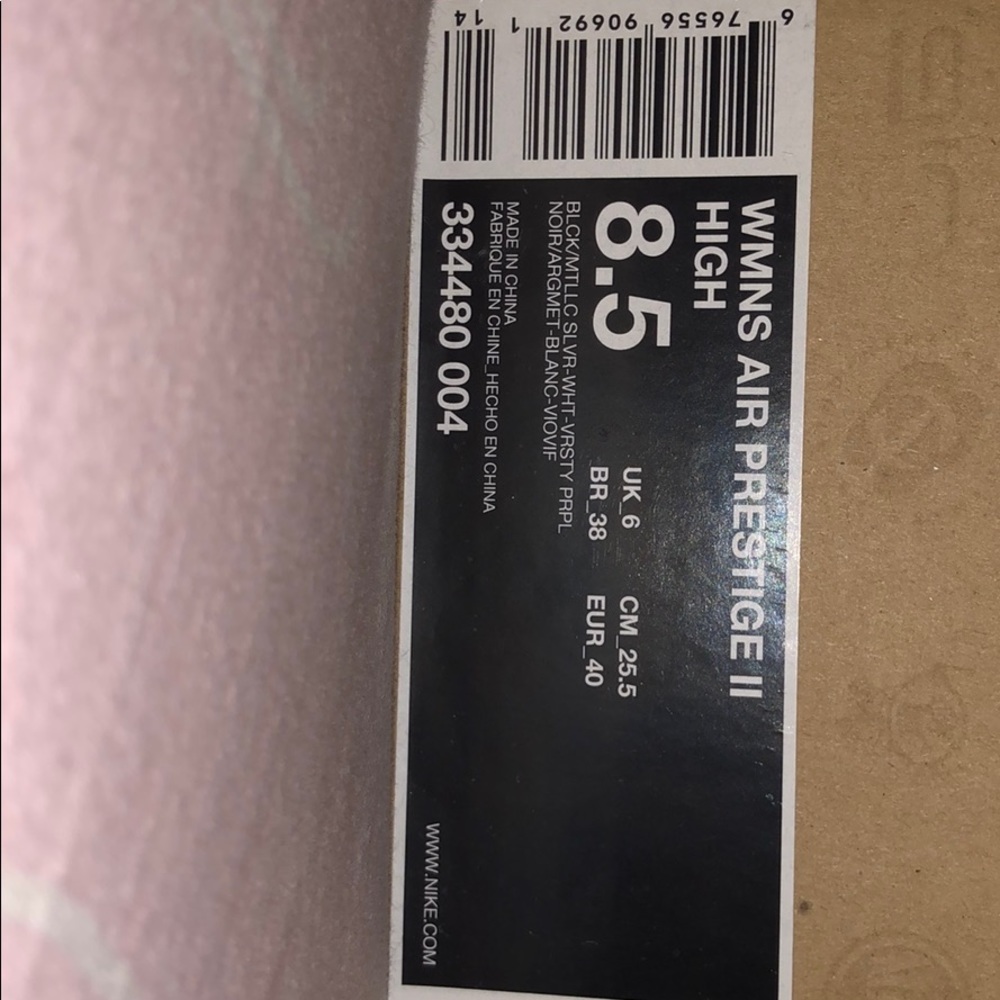 WMNS AIR PRESTIGE II
HIGH
8.5
UK_6 CM_25.5
BR_38 EUR_40
BLCK/MTLLC SLVR-WHT-VRSTY PRPL
NOIR/ARGMET-BLANC-VIOVIF
MADE IN CHINA
FABRIQUE EN CHINE_HECHO EN CHINA
334480 004
WWW.NIKE.COM
6 76556 90692 1 14